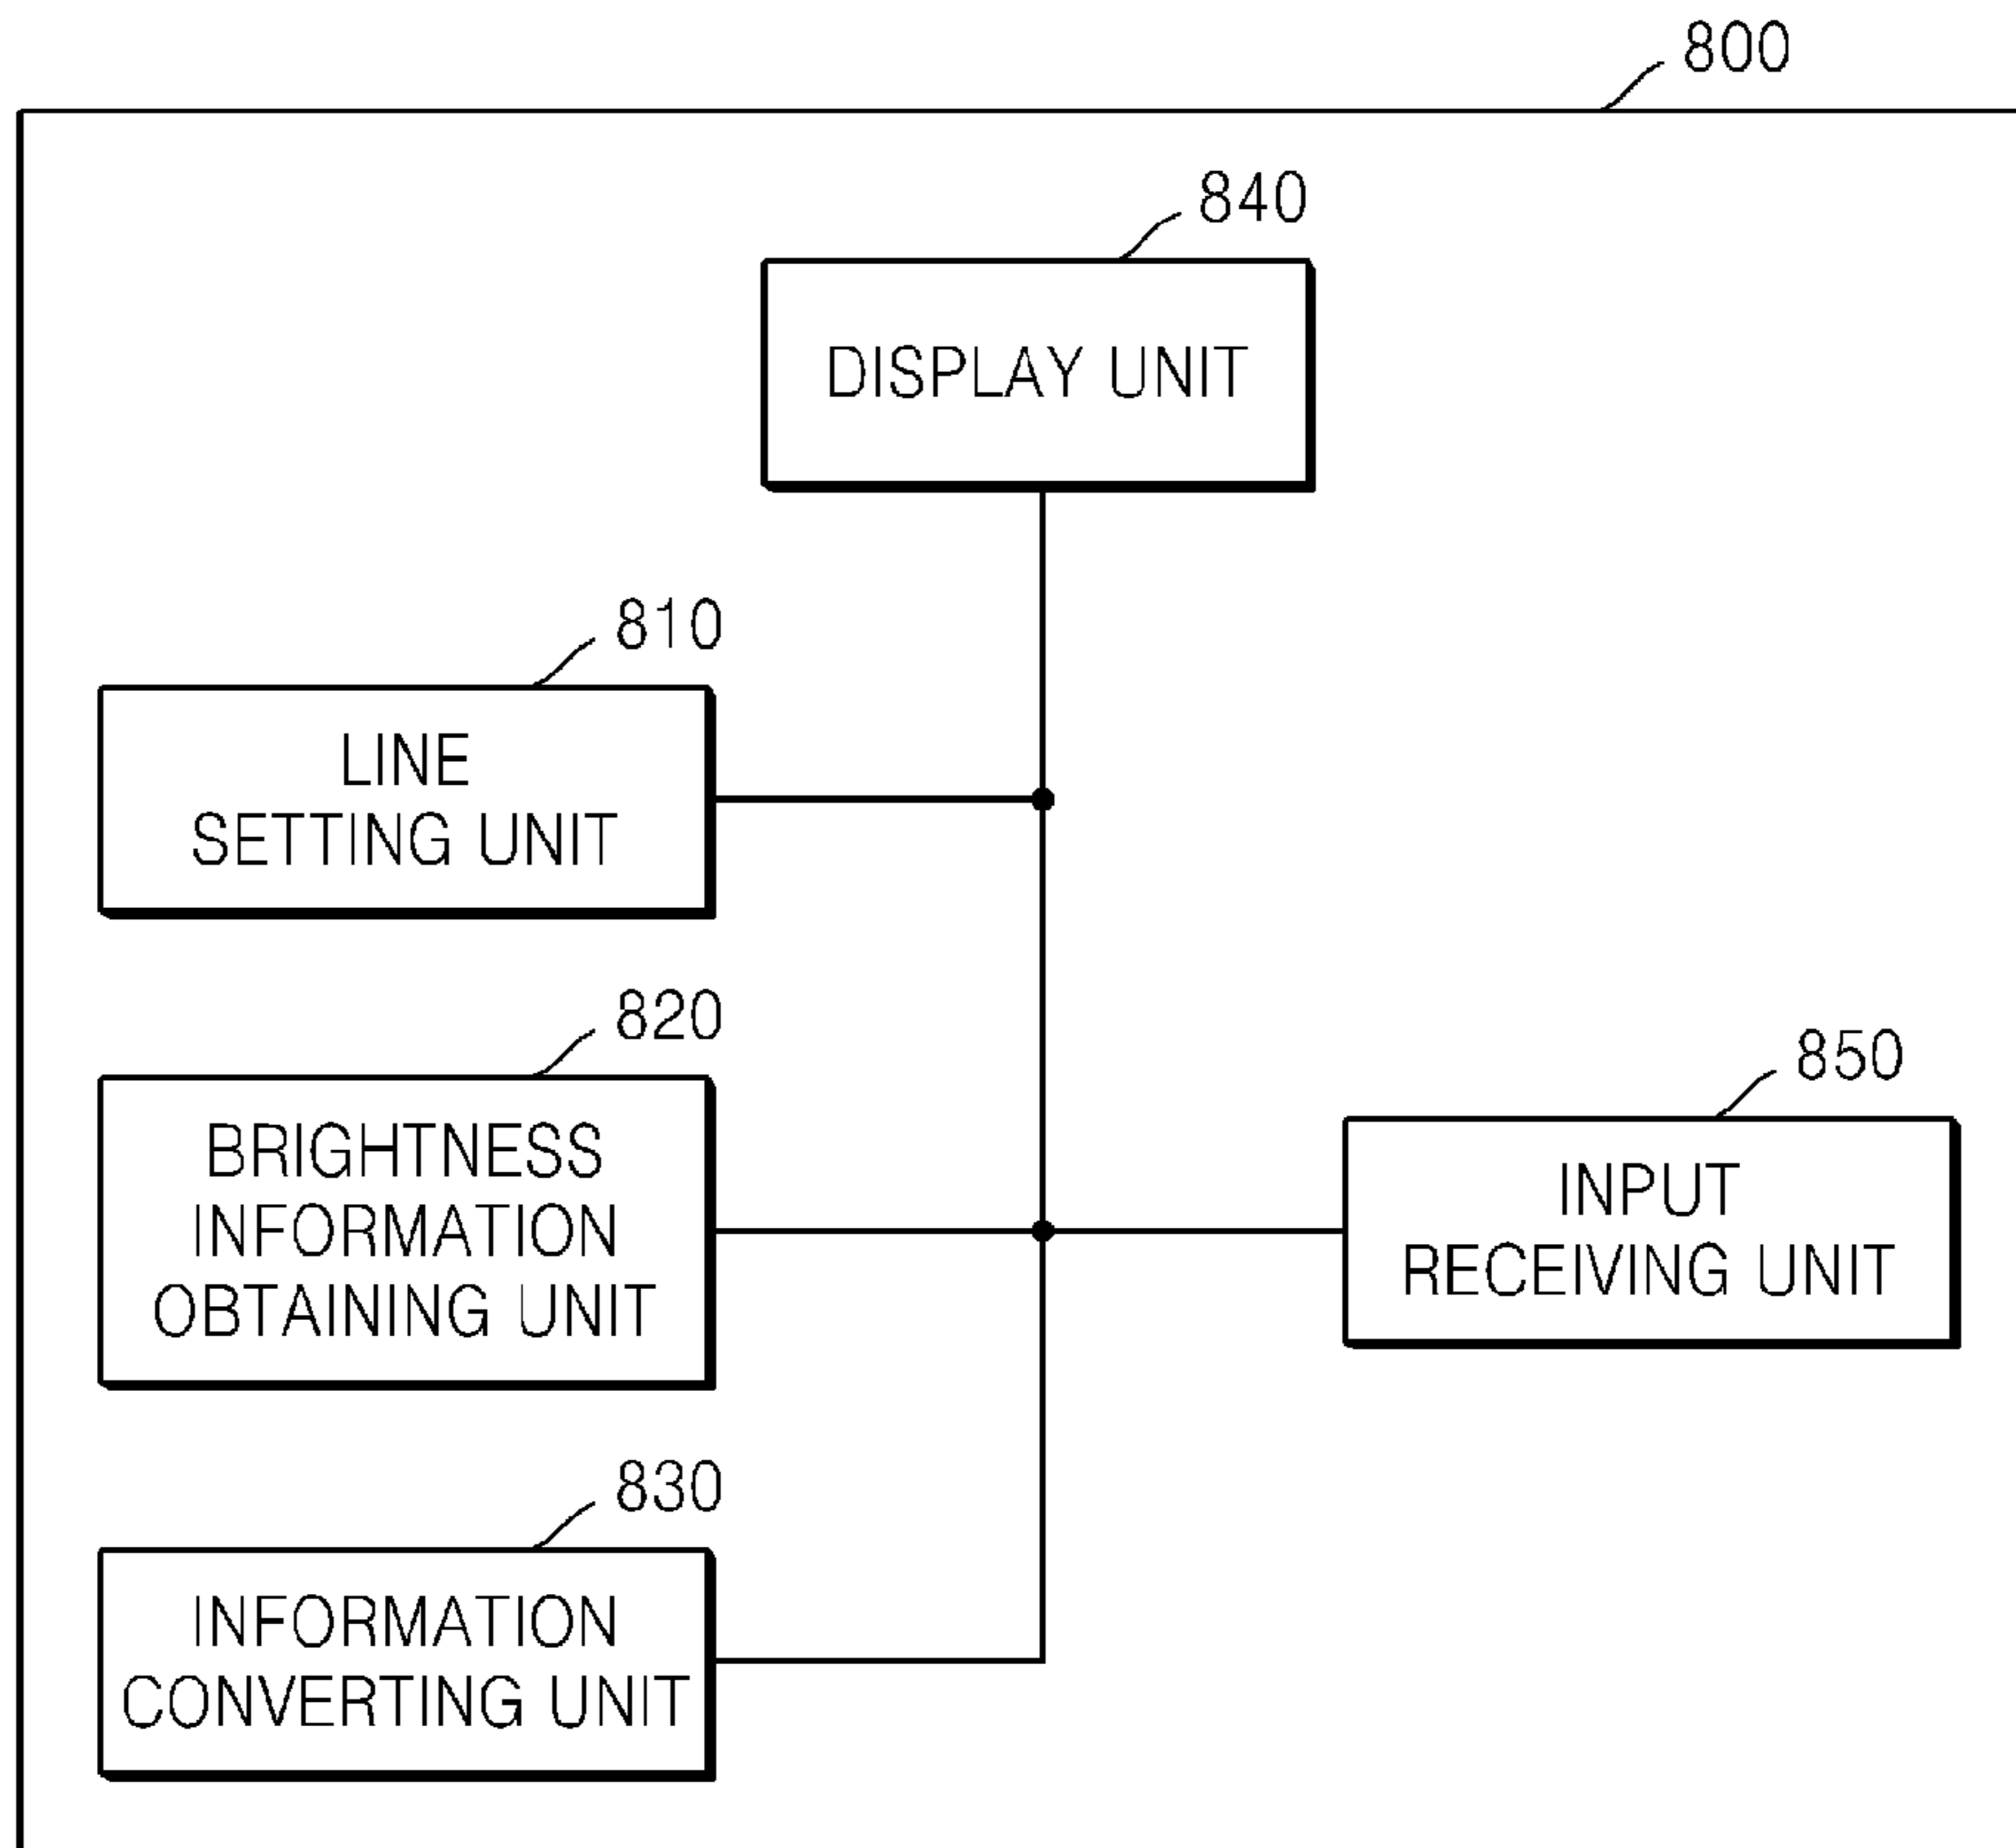 800
840
DISPLAY UNIT
810
LINE
SETTING UNIT
820
BRIGHTNESS
INFORMATION
OBTAINING UNIT
850
INPUT
RECEIVING UNIT
830
INFORMATION
CONVERTING UNIT